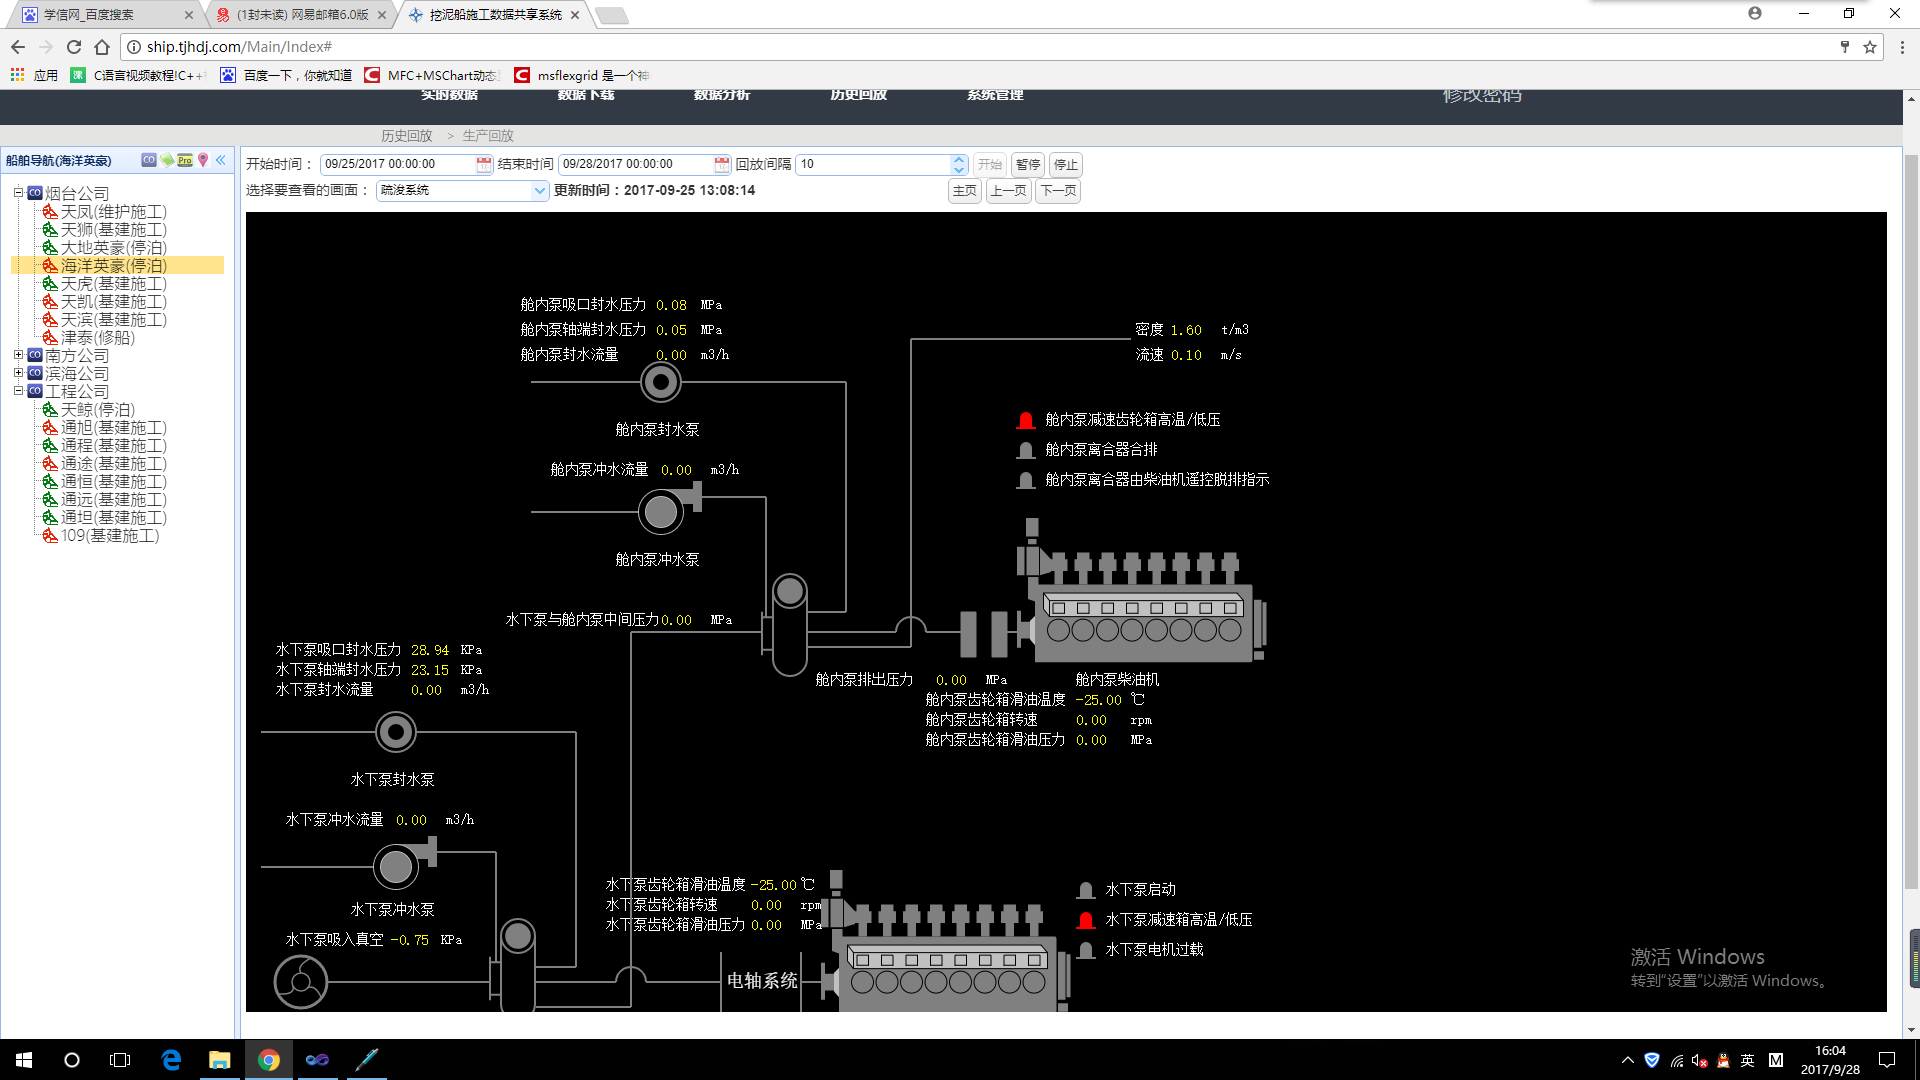 学信网_百度搜索
(1封未读) 网易邮箱6.0版
挖泥船施工数据共享系统
ship.tjhdj.com/Main/Index#
应用
C语言视频教程!C++
百度一下，你就知道
MFC+MSChart动态
msflexgrid 是一个神
实时数据
数据下载
数据分析
历史回放
系统管理
修改密码
历史回放 > 生产回放
船舶导航(海洋英豪)
CO
Pro
开始时间：
09/25/2017 00:00:00
结束时间
09/28/2017 00:00:00
回放间隔
10
开始
暂停
停止
选择要查看的画面：
疏浚系统
更新时间：2017-09-25 13:08:14
主页
上一页
下一页
CO 烟台公司
天凤(维护施工)
天狮(基建施工)
大地英豪(停泊)
海洋英豪(停泊)
天虎(基建施工)
天凯(基建施工)
天滨(基建施工)
津泰(修船)
CO 南方公司
CO 滨海公司
CO 工程公司
天鲸(停泊)
通旭(基建施工)
通程(基建施工)
通途(基建施工)
通恒(基建施工)
通远(基建施工)
通坦(基建施工)
109(基建施工)
舱内泵吸口封水压力 0.08 MPa
舱内泵轴端封水压力 0.05 MPa
舱内泵封水流量 0.00 m3/h
密度 1.60 t/m3
流速 0.10 m/s
舱内泵封水泵
舱内泵减速齿轮箱高温/低压
舱内泵离合器合排
舱内泵离合器由柴油机遥控脱排指示
舱内泵冲水流量 0.00 m3/h
舱内泵冲水泵
水下泵与舱内泵中间压力 0.00 MPa
水下泵吸口封水压力 28.94 KPa
水下泵轴端封水压力 23.15 KPa
水下泵封水流量 0.00 m3/h
舱内泵排出压力 0.00 MPa
舱内泵柴油机
舱内泵齿轮箱滑油温度 -25.00 ℃
舱内泵齿轮箱转速 0.00 rpm
舱内泵齿轮箱滑油压力 0.00 MPa
水下泵封水泵
水下泵冲水流量 0.00 m3/h
水下泵冲水泵
水下泵齿轮箱滑油温度 -25.00 ℃
水下泵齿轮箱转速 0.00 rpm
水下泵齿轮箱滑油压力 0.00 MPa
水下泵启动
水下泵减速箱高温/低压
水下泵电机过载
水下泵吸入真空 -0.75 KPa
电轴系统
激活 Windows
转到"设置"以激活 Windows。
英
M
16:04
2017/9/28